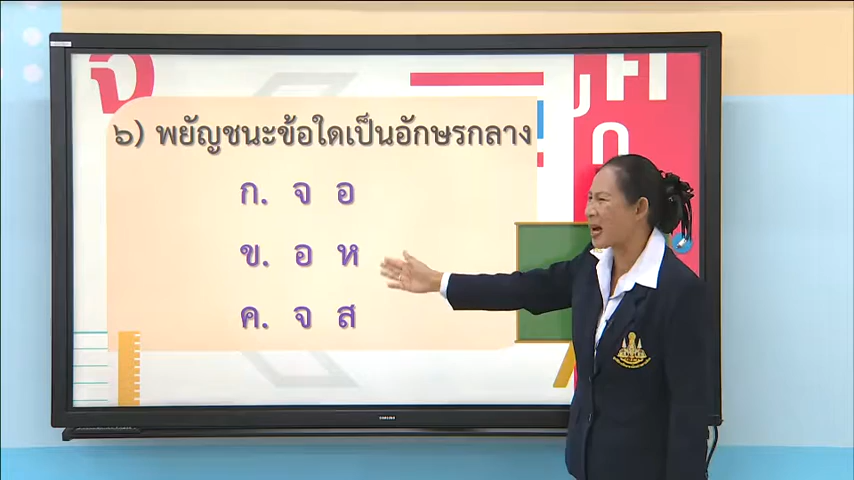 ๖) พยัญชนะข้อใดเป็นอักษรกลาง
ก. จ อ
ข. อ ห
ค. จ ส
SAMSUNG